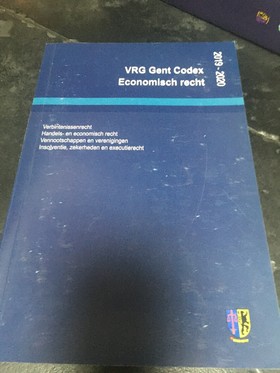 VRG Gent Codex
Economisch recht
2019 - 2020
Verbintenissenrecht
Handels- en economisch recht
Vennootschappen en verenigingen
Insolventie, zekerheden en executierecht